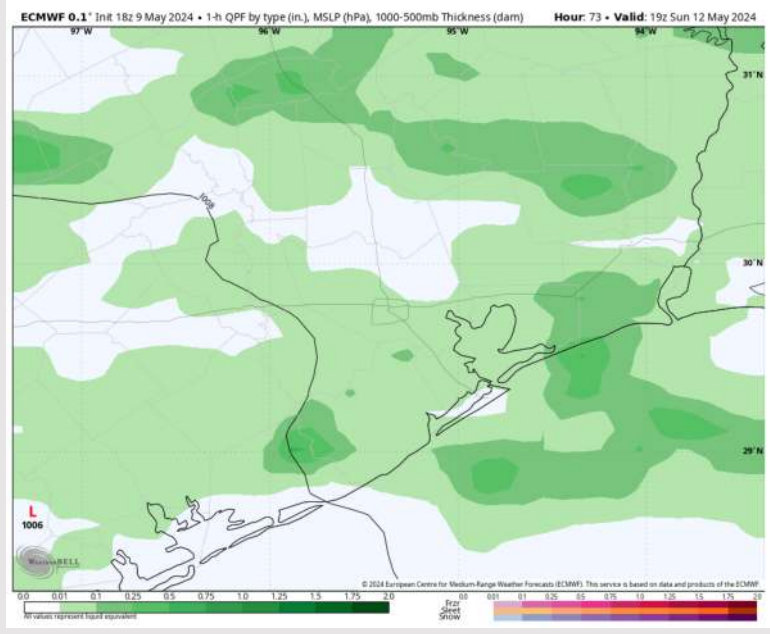 ECMWF 0.1° Init 18z 9 May 2024 • 1-h QPF by type (in.), MSLP (hPa), 1000-500mb Thickness (dam) Hour: 73 • Valid: 19z Sun 12 May 2024
97°W 96°W 95°W 94°W
31°N
1008
30°N
29°N
L
1006
WeatherBELL
© 2024 European Centre for Medium-Range Weather Forecasts (ECMWF). This service is based on data and products of the ECMWF.
0.0 0.01 0.1 0.25 0.5 0.75 1.0 1.25 1.5 1.75 2.0 0.0 0.01 0.1 0.25 0.5 0.75 1.0 1.25 1.5 1.75 2.0
Frzr
Sleet
Snow
All values represent liquid equivalent